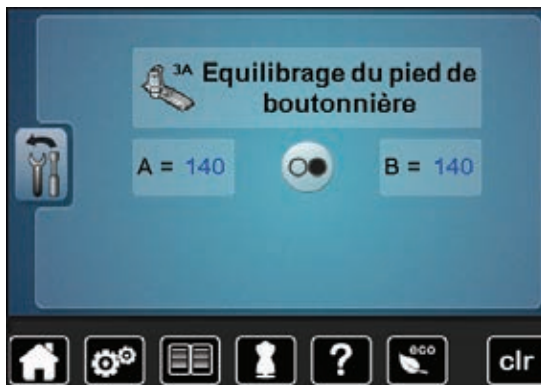 3A Equilibrage du pied de
boutonnière
A = 140
B = 140
?
eco
clr